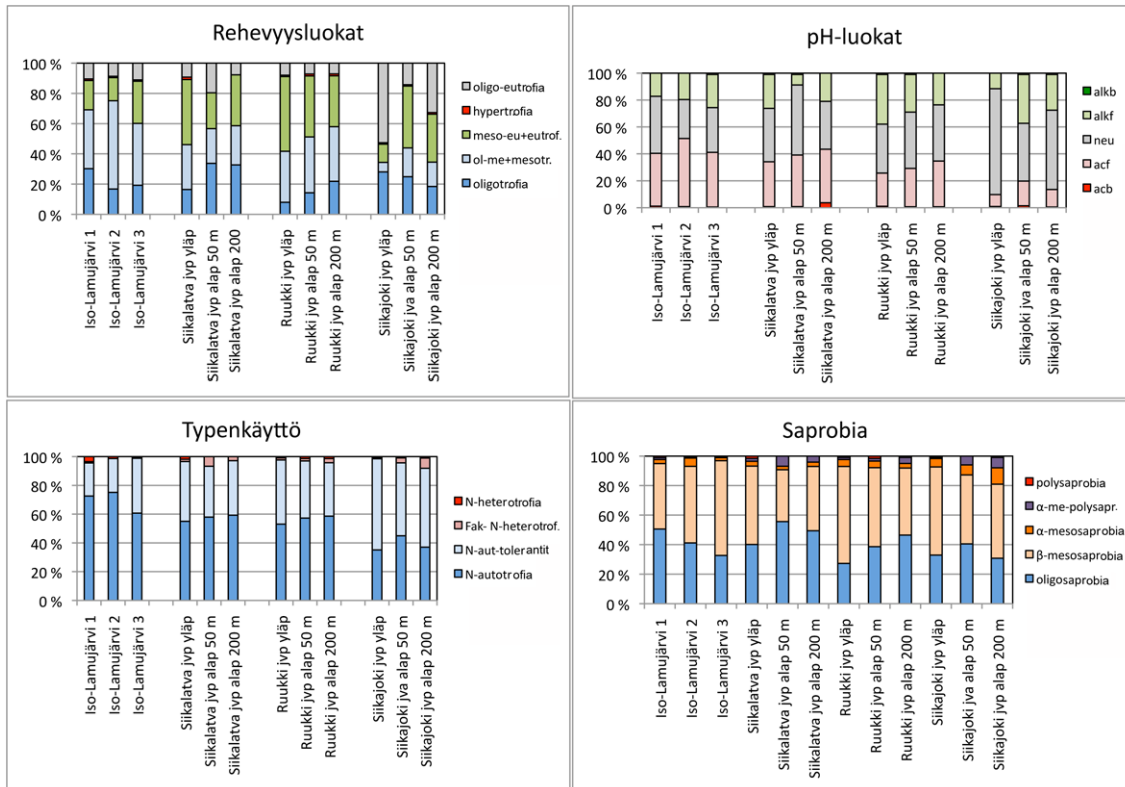 Rehevyysluokat
100 %
80 %
60 %
40 %
20 %
0 %
oligo-eutrofia
hypertrofia
meso-eu+eutrof.
ol-me+mesotr.
oligotrofia
Iso-Lamujärvi 1
Iso-Lamujärvi 2
Iso-Lamujärvi 3
Siikalatva jvp yläp
Siikalatva jvp alap 50 m
Siikalatva jvp alap 200
Ruukki jvp yläp
Ruukki jvp alap 50 m
Ruukki jvp alap 200 m
Siikajoki jvp yläp
Siikajoki jva alap 50 m
Siikajoki jvp alap 200 m
pH-luokat
100 %
80 %
60 %
40 %
20 %
0 %
alkb
alkf
neu
acf
acb
Iso-Lamujärvi 1
Iso-Lamujärvi 2
Iso-Lamujärvi 3
Siikalatva jvp yläp
Siikalatva jvp alap 50 m
Siikalatva jvp alap 200 m
Ruukki jvp yläp
Ruukki jvp alap 50 m
Ruukki jvp alap 200 m
Siikajoki jvp yläp
Siikajoki jva alap 50 m
Siikajoki jvp alap 200 m
Typenkäyttö
100 %
80 %
60 %
40 %
20 %
0 %
N-heterotrofia
Fak- N-heterotrof.
N-aut-tolerantit
N-autotrofia
Iso-Lamujärvi 1
Iso-Lamujärvi 2
Iso-Lamujärvi 3
Siikalatva jvp yläp
Siikalatva jvp alap 50 m
Siikalatva jvp alap 200 m
Ruukki jvp yläp
Ruukki jvp alap 50 m
Ruukki jvp alap 200 m
Siikajoki jvp yläp
Siikajoki jva alap 50 m
Siikajoki jvp alap 200 m
Saprobia
100 %
80 %
60 %
40 %
20 %
0 %
polysaprobia
α-me-polysapr.
α-mesosaprobia
β-mesosaprobia
oligosaprobia
Iso-Lamujärvi 1
Iso-Lamujärvi 2
Iso-Lamujärvi 3
Siikalatva jvp yläp
Siikalatva jvp alap 50 m
Siikalatva jvp alap 200 m
Ruukki jvp yläp
Ruukki jvp alap 50 m
Ruukki jvp alap 200 m
Siikajoki jvp yläp
Siikajoki jva alap 50 m
Siikajoki jvp alap 200 m